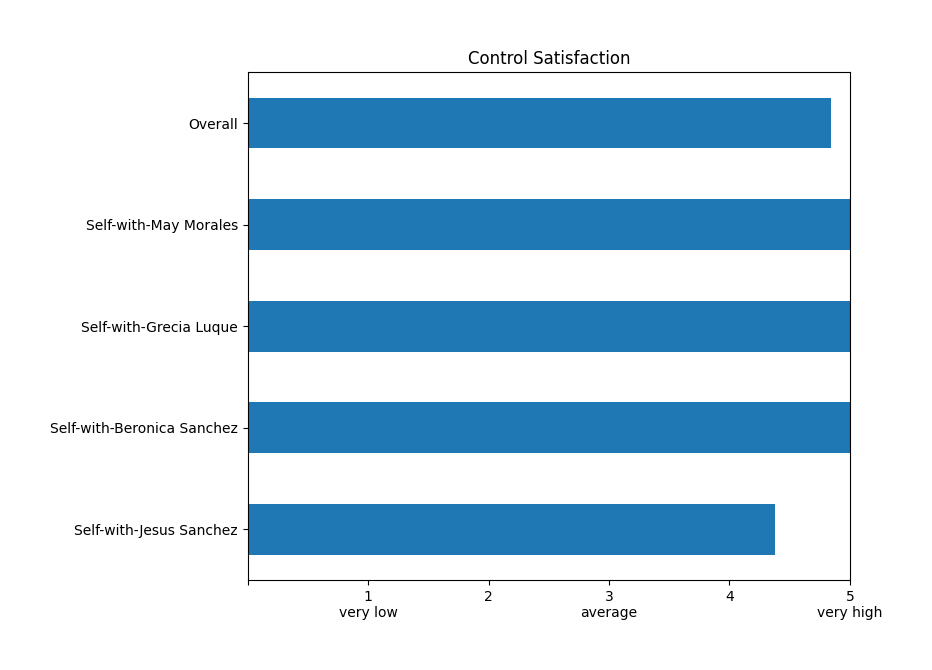 Control Satisfaction
Overall
Self-with-May Morales
Self-with-Grecia Luque
Self-with-Beronica Sanchez
Self-with-Jesus Sanchez
1 2 3 4 5
very low average very high